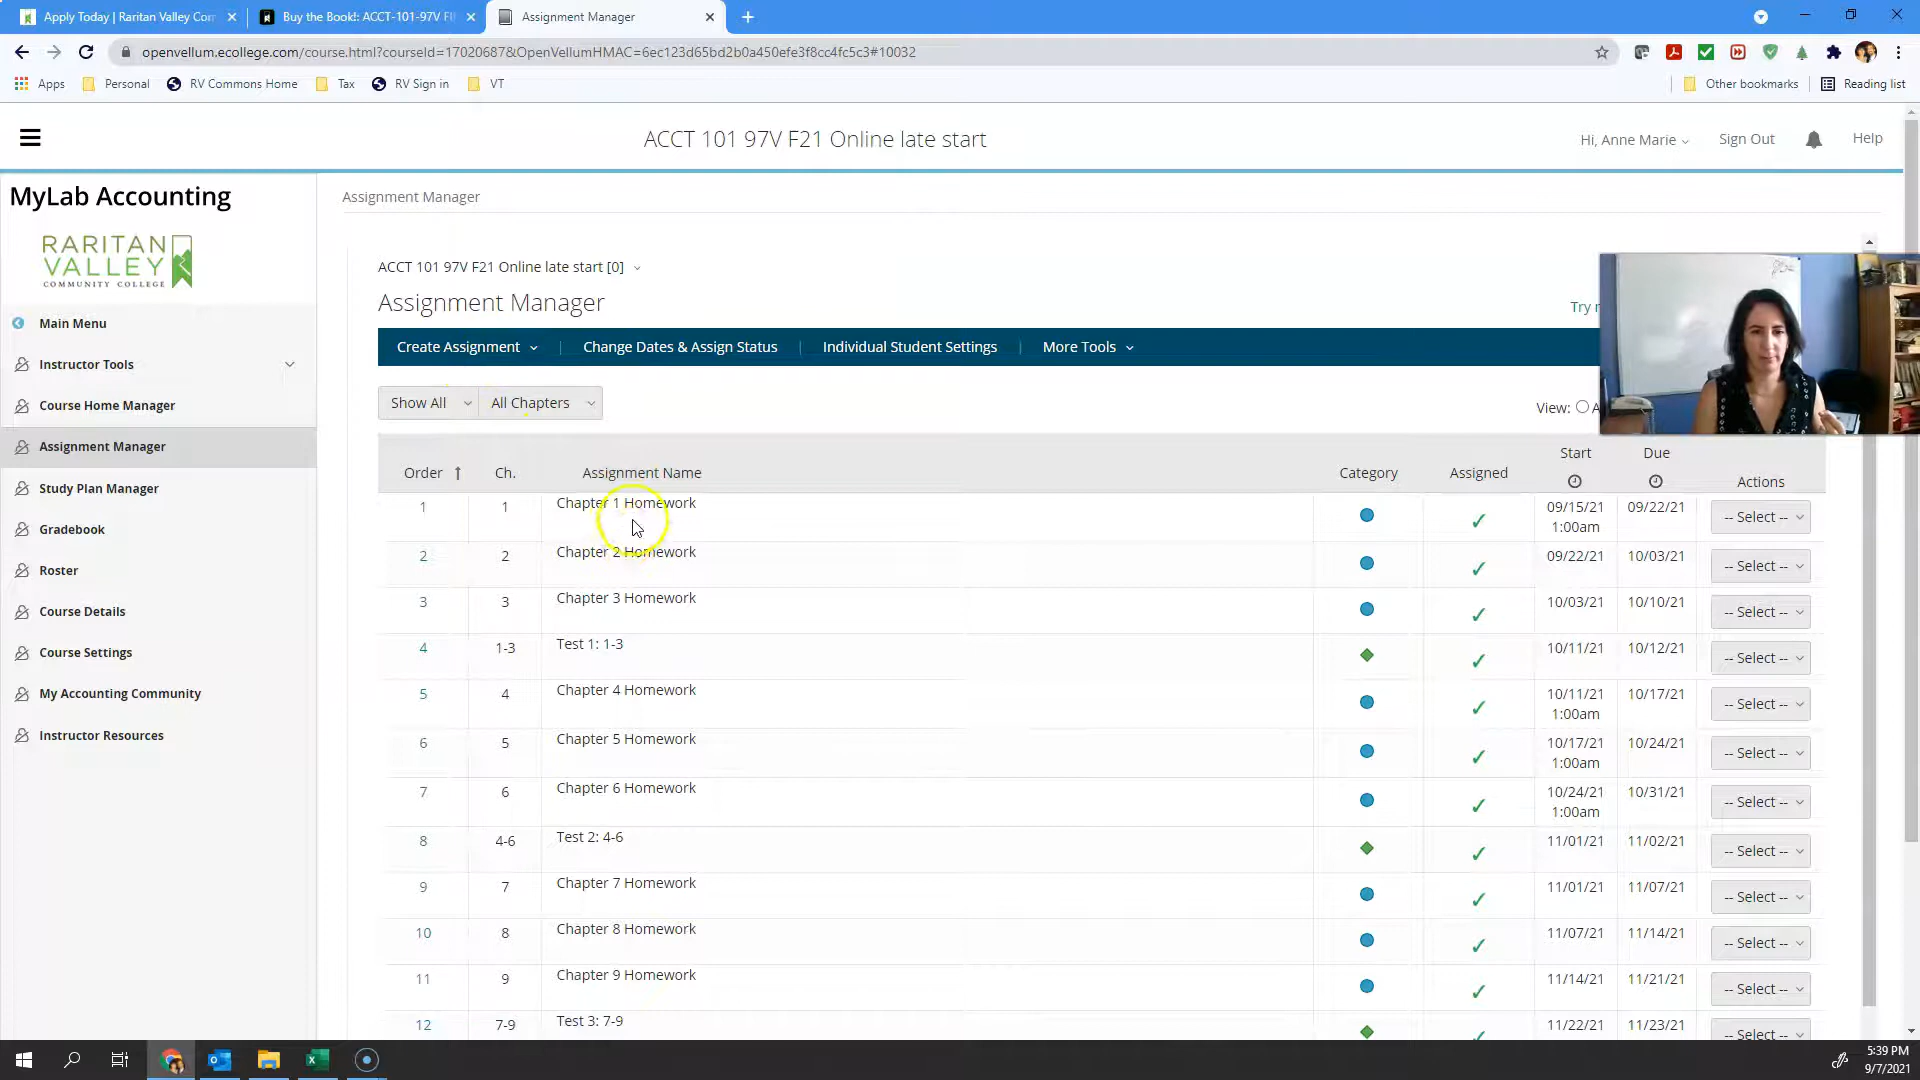 Apply Today | Raritan Valley Com
Buy the Book!: ACCT-101-97V
Assignment Manager
openvellum.ecollege.com/course.html?courseId=17020687&OpenVellumHMAC=6ec123d65bd2b0a450efe3f8cc4fc5c3#10032
Apps Personal RV Commons Home Tax RV Sign in VT Other bookmarks Reading list
ACCT 101 97V F21 Online late start
Hi, Anne Marie Sign Out Help
MyLab Accounting
RARITAN
VALLEY
COMMUNITY COLLEGE
Main Menu
Instructor Tools
Course Home Manager
Assignment Manager
Study Plan Manager
Gradebook
Roster
Course Details
Course Settings
My Accounting Community
Instructor Resources
Assignment Manager
ACCT 101 97V F21 Online late start [0]
Assignment Manager
Try
Create Assignment | Change Dates & Assign Status | Individual Student Settings | More Tools
Show All All Chapters
View:
Order Ch. Assignment Name Category Assigned Start Due Actions
1 1 Chapter 1 Homework 09/15/21 09/22/21 -- Select --
1:00am
2 2 Chapter 2 Homework 09/22/21 10/03/21 -- Select --
3 3 Chapter 3 Homework 10/03/21 10/10/21 -- Select --
4 1-3 Test 1: 1-3 10/11/21 10/12/21 -- Select --
5 4 Chapter 4 Homework 10/11/21 10/17/21 -- Select --
1:00am
6 5 Chapter 5 Homework 10/17/21 10/24/21 -- Select --
1:00am
7 6 Chapter 6 Homework 10/24/21 10/31/21 -- Select --
1:00am
8 4-6 Test 2: 4-6 11/01/21 11/02/21 -- Select --
9 7 Chapter 7 Homework 11/01/21 11/07/21 -- Select --
10 8 Chapter 8 Homework 11/07/21 11/14/21 -- Select --
11 9 Chapter 9 Homework 11/14/21 11/21/21 -- Select --
12 7-9 Test 3: 7-9 11/22/21 11/23/21 -- Select --
5:39 PM
9/7/2021